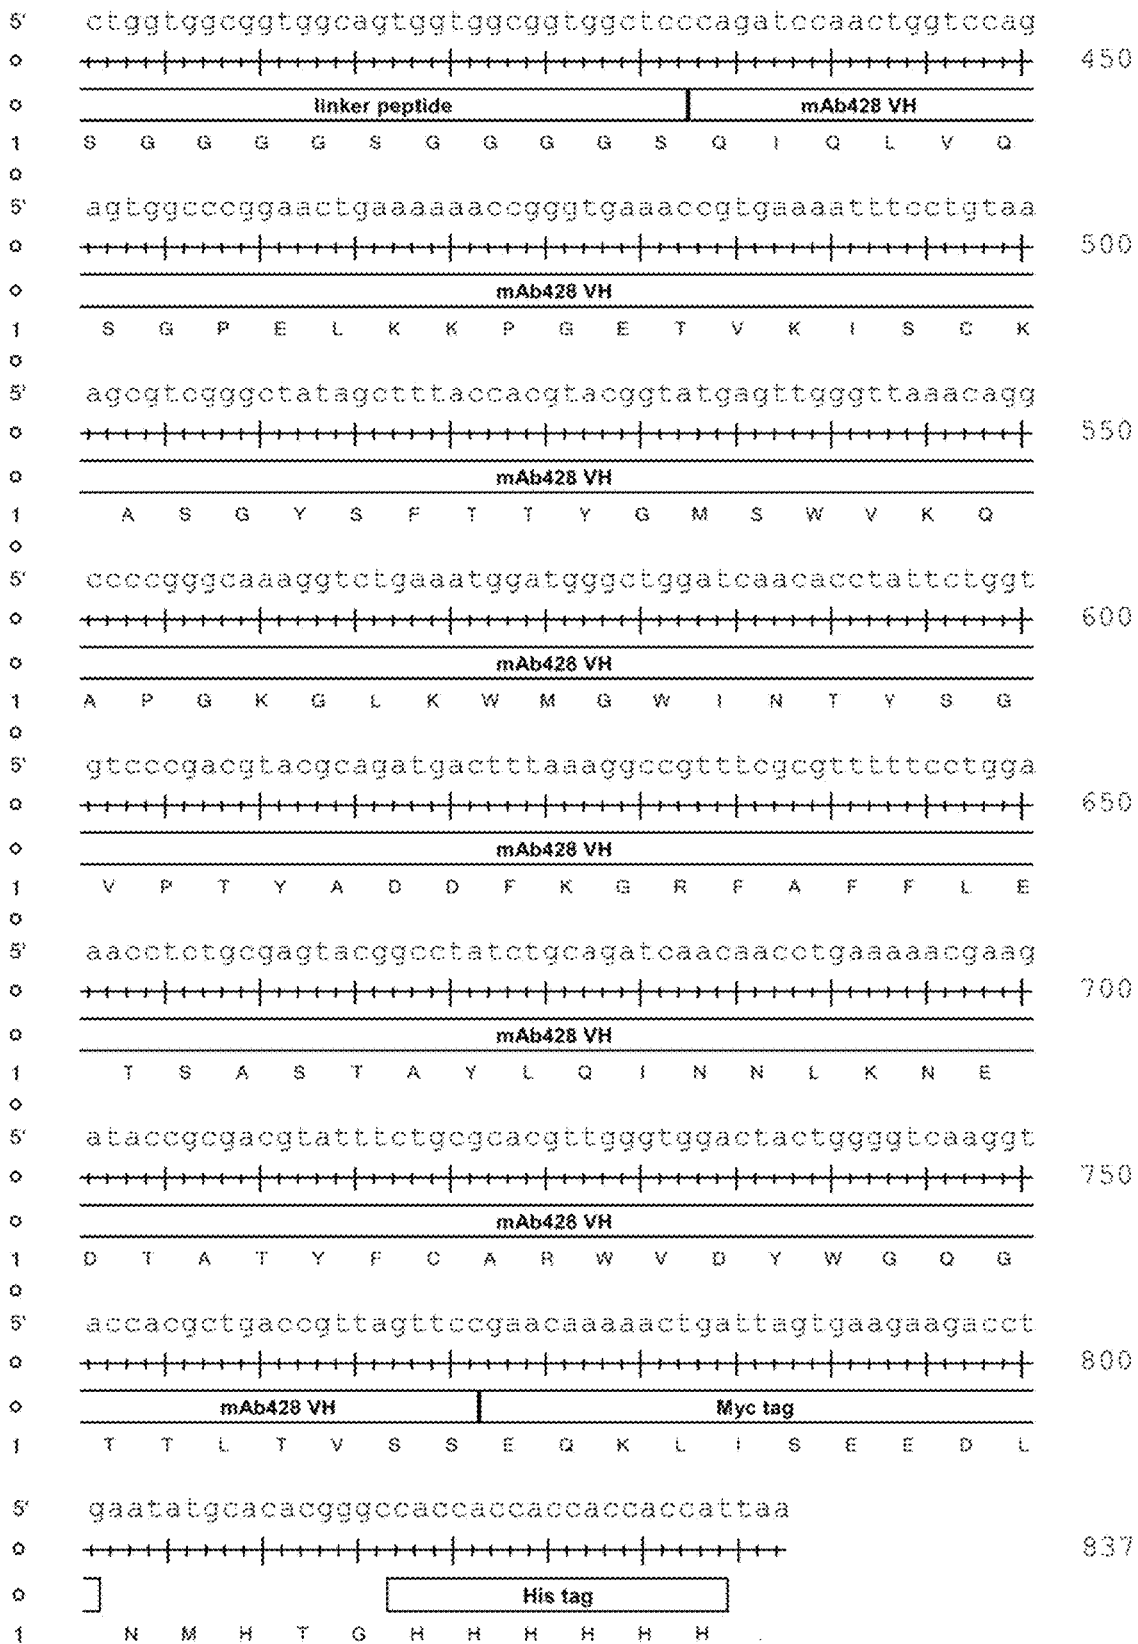 5' ctggtggcggtggcagtggtggcggtggctcccagatccaactggtccag
450
linker peptide mAb428 VH
1 S G G G G S G G G G S Q I Q L V Q
5' agtggcccggaactgaaaaaaccgggtgaaaccgtgaaaatttcctgtaa
500
mAb428 VH
1 S G P E L K K P G E T V K I S C K
5' agcgtcgggctatagctttaccacgtacggtatgagttgggttaaacagg
550
mAb428 VH
1 A S G Y S F T T Y G M S W V K Q
5' ccccgggcaaaggtctgaaatggatgggctggatcaacacctattctggt
600
mAb428 VH
1 A P G K G L K W M G W I N T Y S G
5' gtcccgacgtacgcagatgactttaaaggccgtttcgcgtttttcctgga
650
mAb428 VH
1 V P T Y A D D F K G R F A F F L E
5' aacctctgcgagtacggcctatctgcagatcaacaacctgaaaaacgaag
700
mAb428 VH
1 T S A S T A Y L Q I N N L K N E
5' ataccgcgacgtatttctgcgcacgttgggtggactactggggtcaaggt
750
mAb428 VH
1 D T A T Y F C A R W V D Y W G Q G
5' accacgctgaccgttagttccgaacaaaaactgattagtgaagaagacct
800
mAb428 VH Myc tag
1 T T L T V S S E Q K L I S E E D L
5' gaatatgcacacgggccaccaccaccaccaccattaa
837
His tag
1 N M H T G H H H H H H .